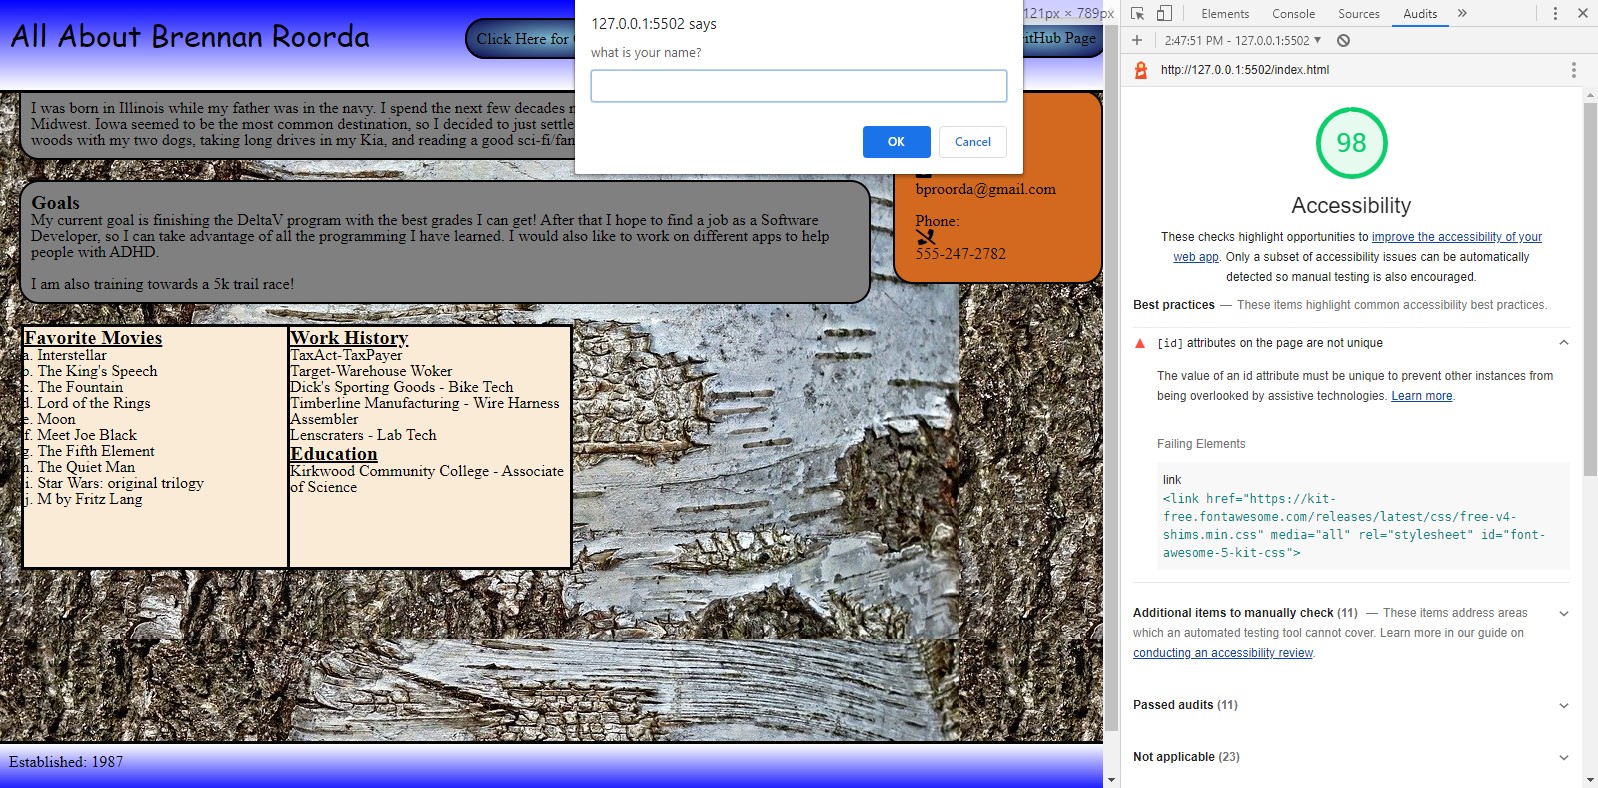 All About Brennan Roorda
Click Here for
GitHub Page
127.0.0.1:5502 says
what is your name?
OK
Cancel
121px × 789px
I was born in Illinois while my father was in the navy. I spend the next few decades
Midwest. Iowa seemed to be the most common destination, so I decided to just settle
woods with my two dogs, taking long drives in my Kia, and reading a good sci-fi/fan
Goals
My current goal is finishing the DeltaV program with the best grades I can get! After that I hope to find a job as a Software
Developer, so I can take advantage of all the programming I have learned. I would also like to work on different apps to help
people with ADHD.
I am also training towards a 5k trail race!
bproorda@gmail.com
Phone:
555-247-2782
Favorite Movies
a. Interstellar
b. The King's Speech
c. The Fountain
d. Lord of the Rings
e. Moon
f. Meet Joe Black
g. The Fifth Element
h. The Quiet Man
i. Star Wars: original trilogy
j. M by Fritz Lang
Work History
TaxAct-TaxPayer
Target-Warehouse Woker
Dick's Sporting Goods - Bike Tech
Timberline Manufacturing - Wire Harness
Assembler
Lenscraters - Lab Tech
Education
Kirkwood Community College - Associate
of Science
Established: 1987
Elements Console Sources Audits »
2:47:51 PM - 127.0.0.1:5502
http://127.0.0.1:5502/index.html
98
Accessibility
These checks highlight opportunities to improve the accessibility of your
web app. Only a subset of accessibility issues can be automatically
detected so manual testing is also encouraged.
Best practices — These items highlight common accessibility best practices.
[id] attributes on the page are not unique
The value of an id attribute must be unique to prevent other instances from
being overlooked by assistive technologies. Learn more.
Failing Elements
link
<link href="https://kit-
free.fontawesome.com/releases/latest/css/free-v4-
shims.min.css" media="all" rel="stylesheet" id="font-
awesome-5-kit-css">
Additional items to manually check (11) — These items address areas
which an automated testing tool cannot cover. Learn more in our guide on
conducting an accessibility review.
Passed audits (11)
Not applicable (23)